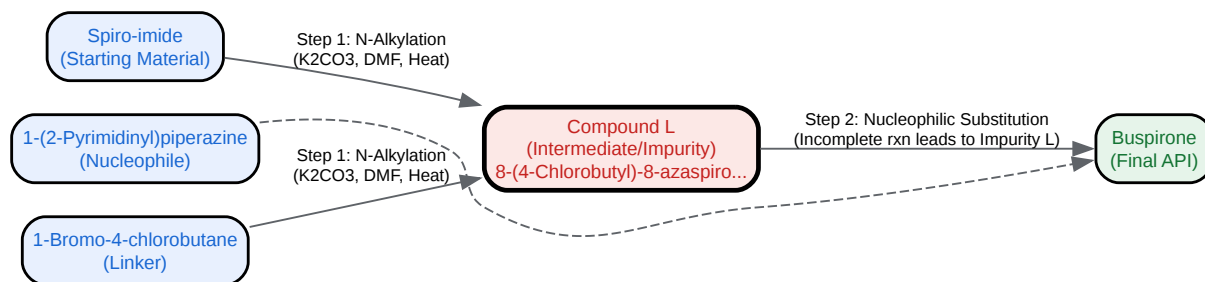 Spiro-imide
(Starting Material)
Step 1: N-Alkylation
(K2CO3, DMF, Heat)
1-(2-Pyrimidinyl)piperazine
(Nucleophile)
Step 1: N-Alkylation
(K2CO3, DMF, Heat)
1-Bromo-4-chlorobutane
(Linker)
Compound L
(Intermediate/Impurity)
8-(4-Chlorobutyl)-8-azaspiro...
Step 2: Nucleophilic Substitution
(Incomplete rxn leads to Impurity L)
Buspirone
(Final API)